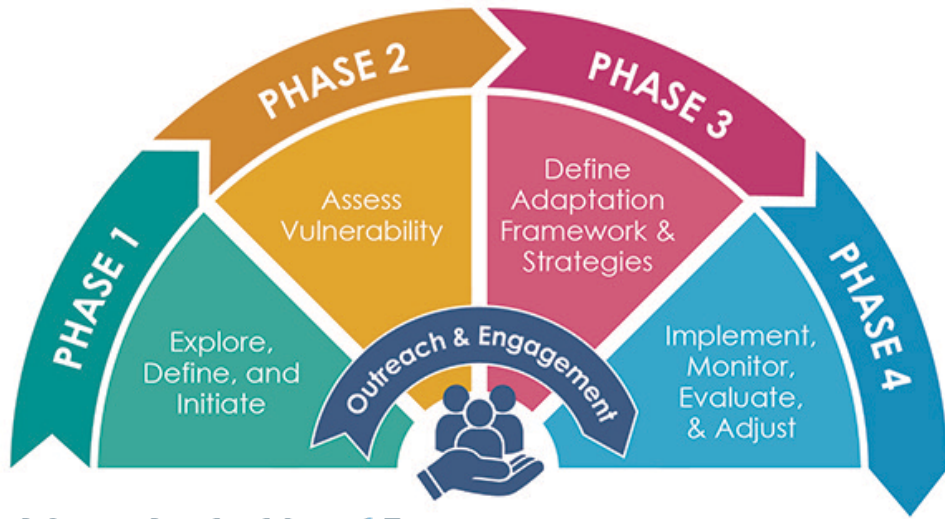 PHASE 1
Explore,
Define, and
Initiate
PHASE 2
Assess
Vulnerability
PHASE 3
Define
Adaptation
Framework &
Strategies
PHASE 4
Implement,
Monitor,
Evaluate,
& Adjust
Outreach & Engagement